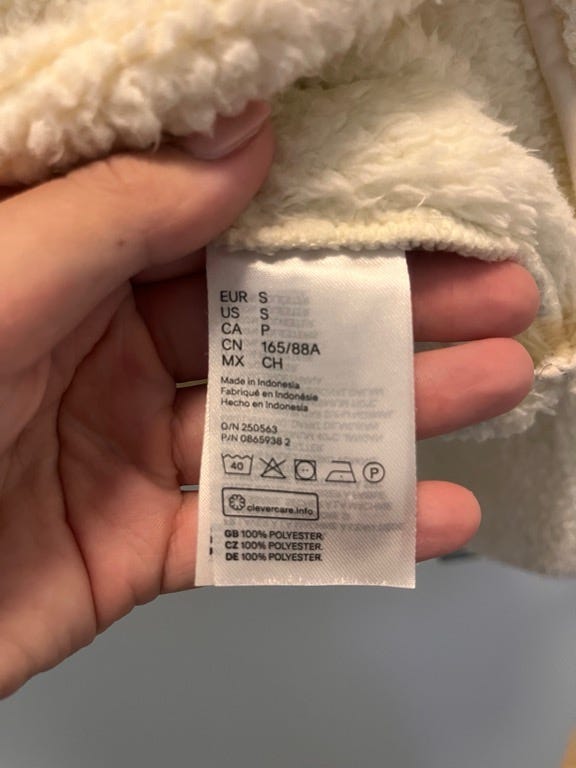 EUR S
US S
CA P
CN 165/88A
MX CH
Made in Indonesia
Fabriqué en Indonésie
Hecho en Indonesia
O/N 250563
P/N 0865938 2
40
P
clevercare.info
GB 100% POLYESTER.
CZ 100% POLYESTER.
DE 100% POLYESTER.